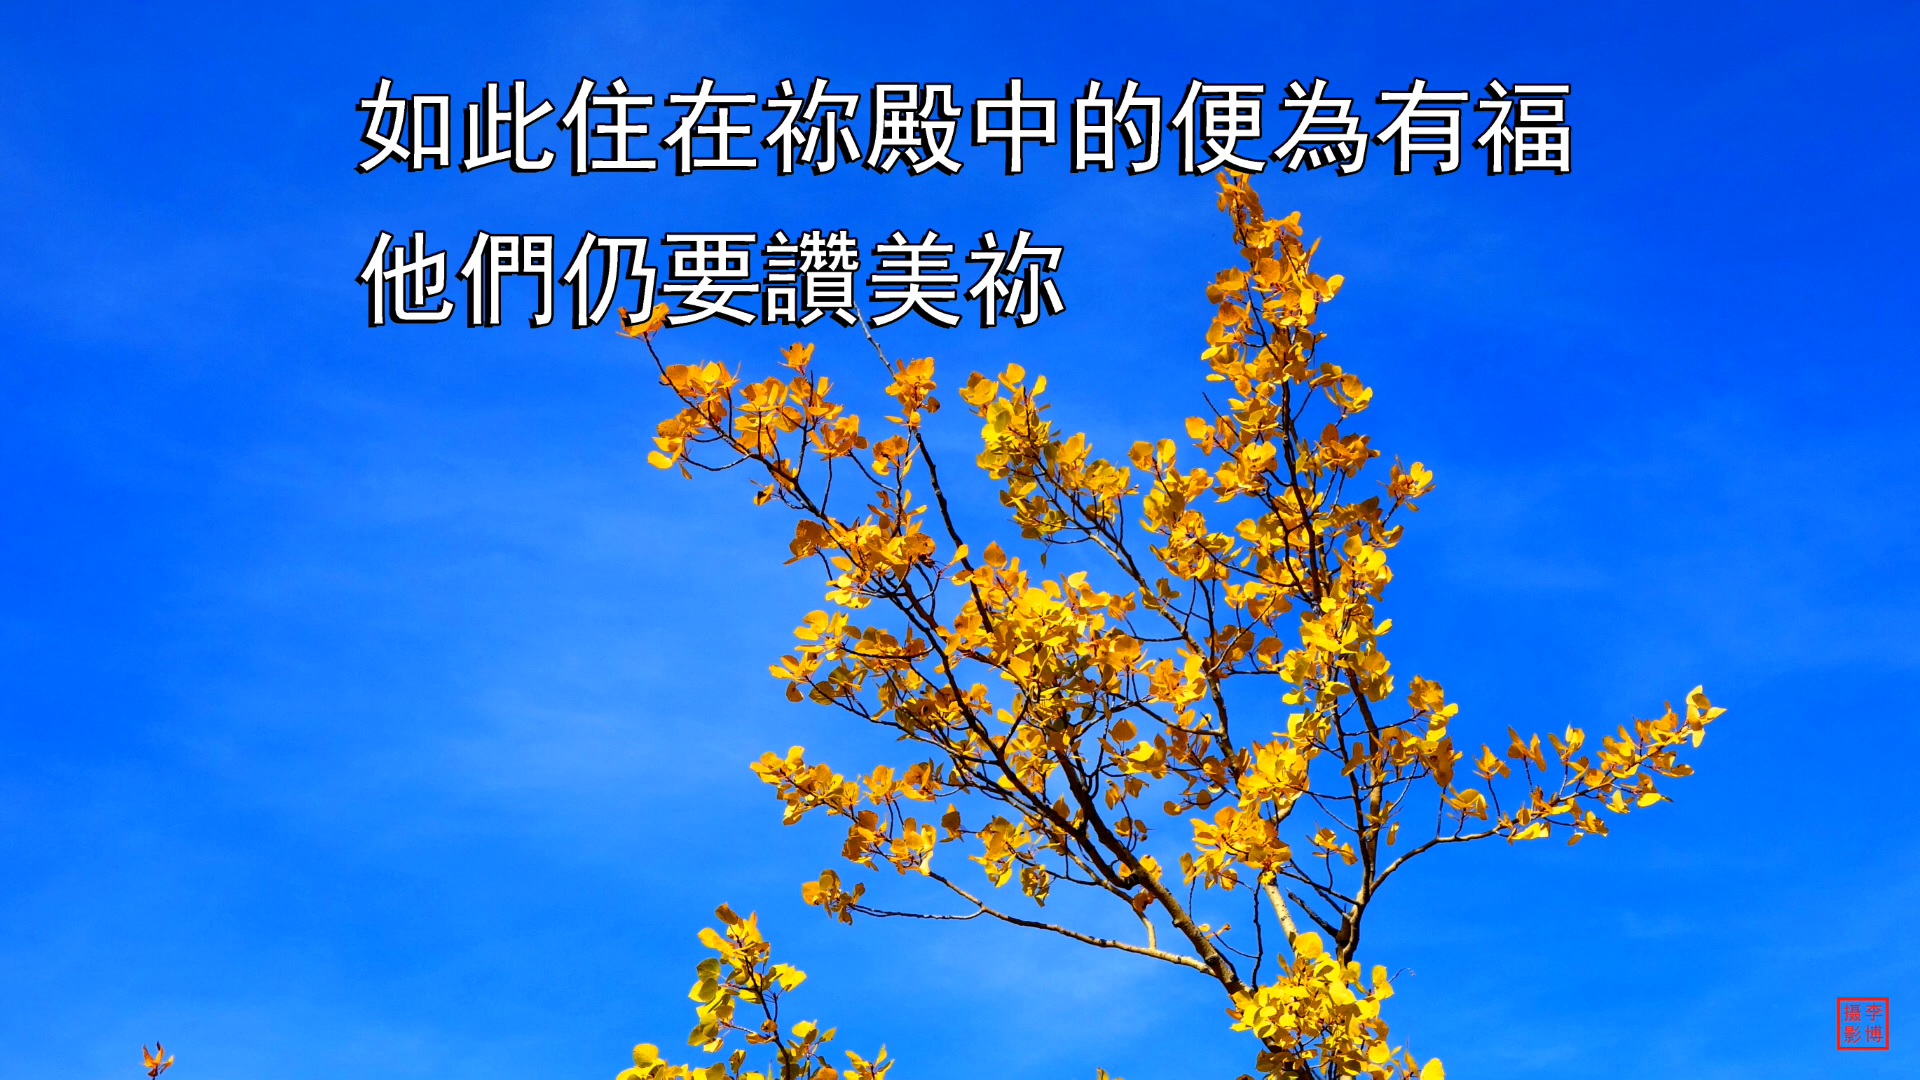 如此住在祢殿中的便為有福
他們仍要讚美祢
李博
攝影